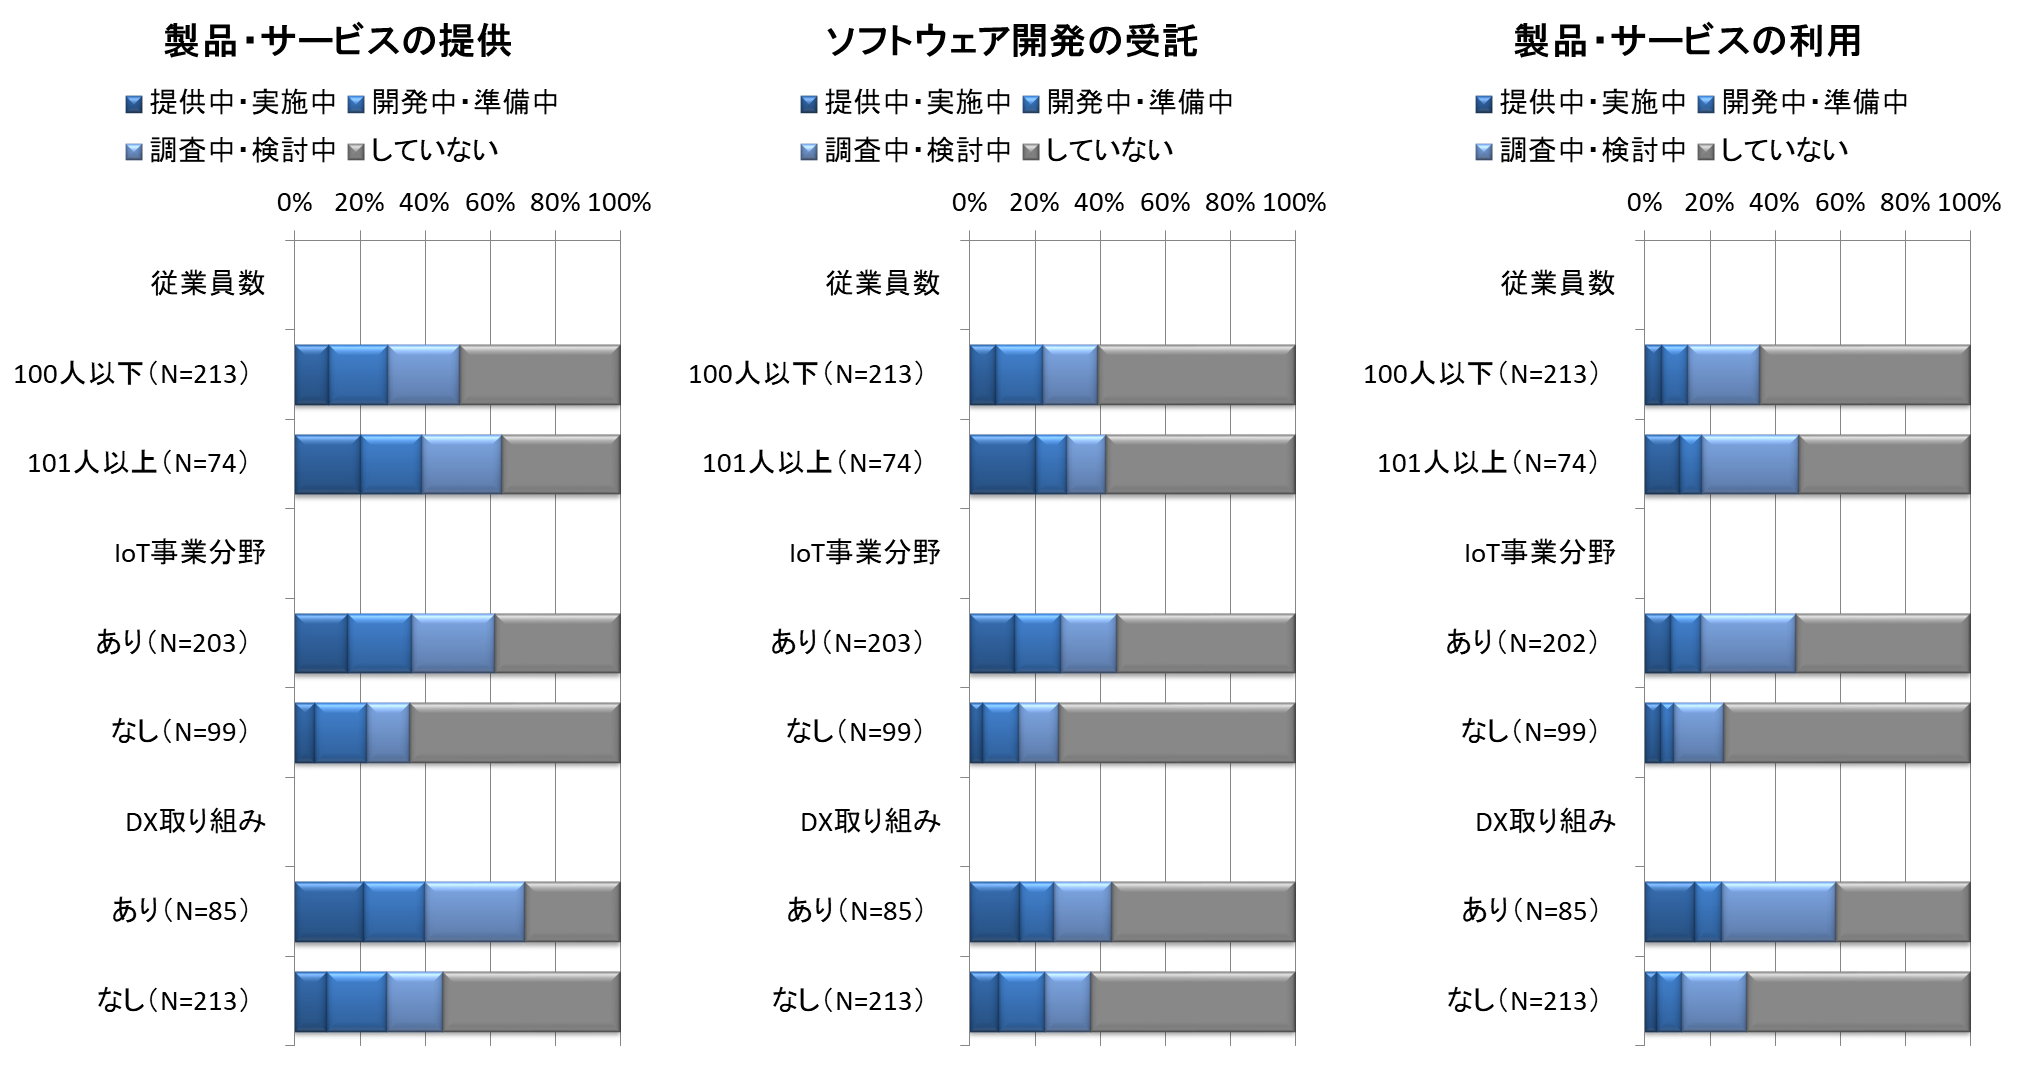 製品・サービスの提供
提供中・実施中 開発中・準備中
調査中・検討中 していない
0% 20% 40% 60% 80% 100%
従業員数
100人以下（N=213）
101人以上（N=74）
IoT事業分野
あり（N=203）
なし（N=99）
DX取り組み
あり（N=85）
なし（N=213）
ソフトウェア開発の受託
提供中・実施中 開発中・準備中
調査中・検討中 していない
0% 20% 40% 60% 80% 100%
従業員数
100人以下（N=213）
101人以上（N=74）
IoT事業分野
あり（N=203）
なし（N=99）
DX取り組み
あり（N=85）
なし（N=213）
製品・サービスの利用
提供中・実施中 開発中・準備中
調査中・検討中 していない
0% 20% 40% 60% 80% 100%
従業員数
100人以下（N=213）
101人以上（N=74）
IoT事業分野
あり（N=202）
なし（N=99）
DX取り組み
あり（N=85）
なし（N=213）